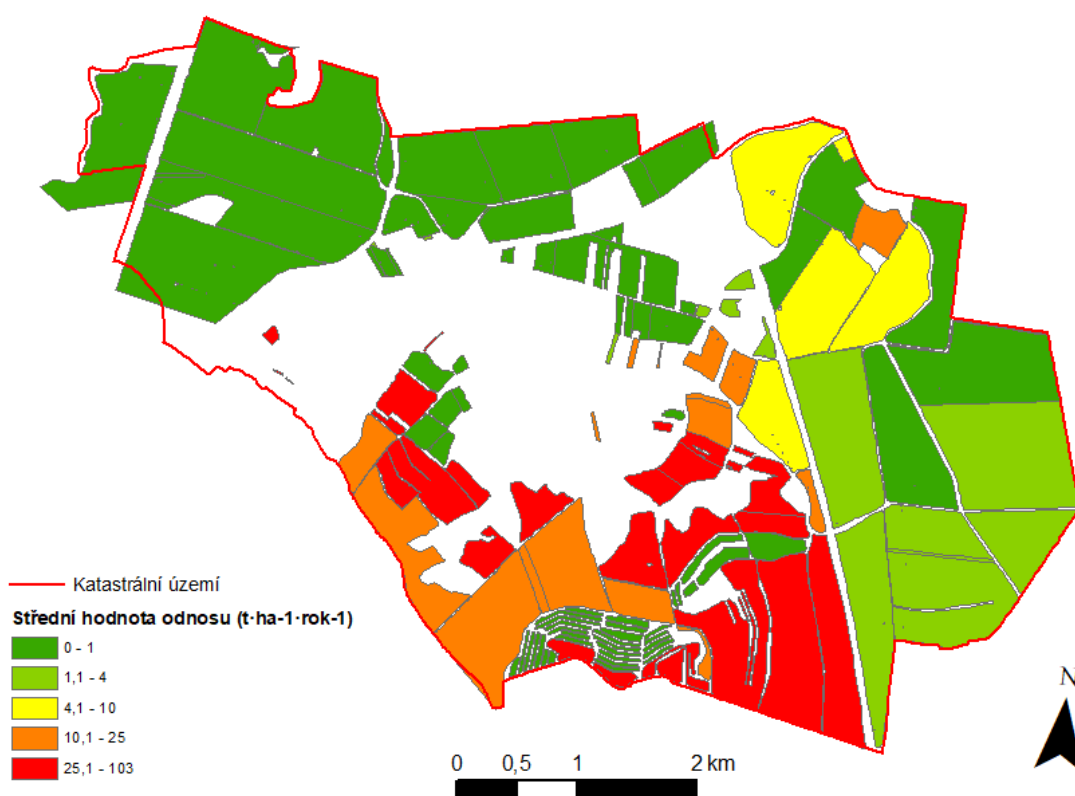 Katastrální území
Střední hodnota odnosu (t·ha-1·rok-1)
0 - 1
1,1 - 4
4,1 - 10
10,1 - 25
25,1 - 103
0 0,5 1 2 km
N